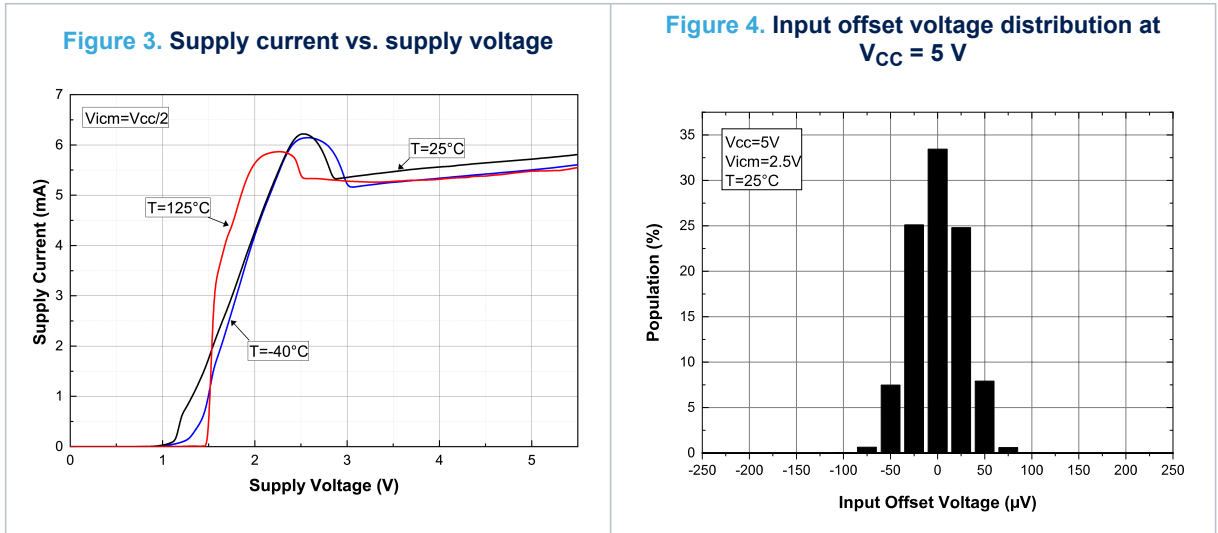 Figure 3. Supply current vs. supply voltage
7
6
5
4
3
2
1
0
Supply Current (mA)
Vicm=Vcc/2
T=25°C
T=125°C
T=-40°C
0 1 2 3 4 5
Supply Voltage (V)
Figure 4. Input offset voltage distribution at
VCC = 5 V
35
30
25
20
15
10
5
0
Population (%)
Vcc=5V
Vicm=2.5V
T=25°C
-250 -200 -150 -100 -50 0 50 100 150 200 250
Input Offset Voltage (µV)